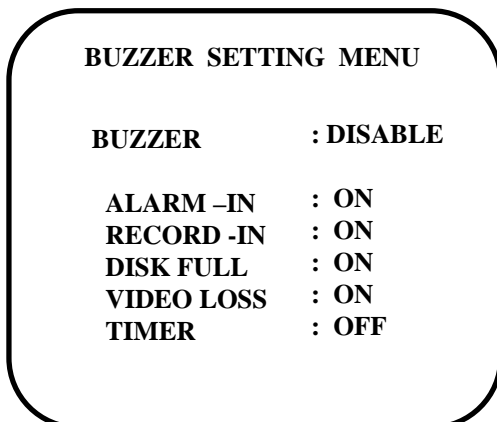 BUZZER SETTING MENU
BUZZER : DISABLE
ALARM –IN : ON
RECORD -IN : ON
DISK FULL : ON
VIDEO LOSS : ON
TIMER : OFF